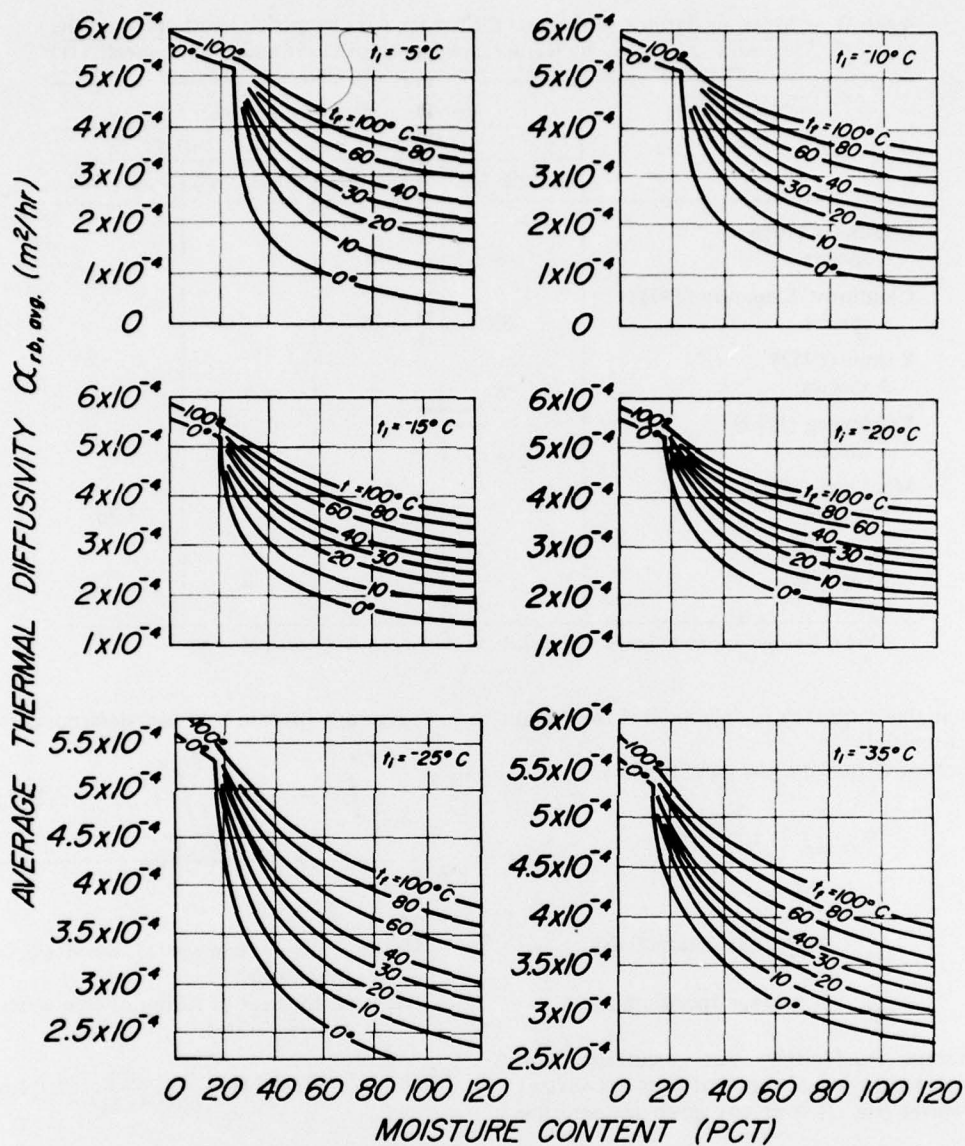 AVERAGE THERMAL DIFFUSIVITY α rb, avg. (m²/hr)
6x10⁻⁴
5x10⁻⁴
4x10⁻⁴
3x10⁻⁴
2x10⁻⁴
1x10⁻⁴
0
t₁ = -5°C
100°
0°
t_r = 100°C
80
60
40
30
20
10
0°
6x10⁻⁴
5x10⁻⁴
4x10⁻⁴
3x10⁻⁴
2x10⁻⁴
1x10⁻⁴
0
t₁ = -10°C
100°
0°
t_r = 100°C
80
60
40
30
20
10
0°
6x10⁻⁴
5x10⁻⁴
4x10⁻⁴
3x10⁻⁴
2x10⁻⁴
1x10⁻⁴
t₁ = -15°C
100°
0°
t = 100°C
80
60
40
30
20
10
0°
6x10⁻⁴
5x10⁻⁴
4x10⁻⁴
3x10⁻⁴
2x10⁻⁴
1x10⁻⁴
t₁ = -20°C
100°
0°
t_r = 100°C
80
60
40
30
20
10
0°
5.5x10⁻⁴
5x10⁻⁴
4.5x10⁻⁴
4x10⁻⁴
3.5x10⁻⁴
3x10⁻⁴
2.5x10⁻⁴
t₁ = -25°C
100°
0°
t_r = 100°C
80
60
40
30
20
10
0°
0 20 40 60 80 100 120
6x10⁻⁴
5.5x10⁻⁴
5x10⁻⁴
4.5x10⁻⁴
4x10⁻⁴
3.5x10⁻⁴
3x10⁻⁴
2.5x10⁻⁴
t₁ = -35°C
100°
0°
t_r = 100°C
80
60
40
30
20
10
0°
0 20 40 60 80 100 120
MOISTURE CONTENT (PCT)